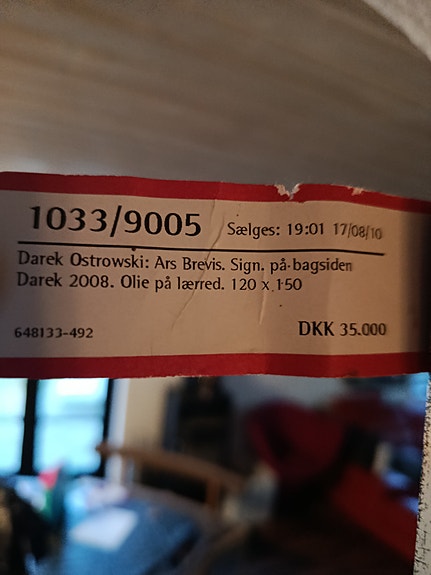 1033/9005 Sælges: 19:01 17/08/10
Darek Ostrowski: Ars Brevis. Sign. på bagsiden
Darek 2008. Olie på lærred. 120 x 150
648133-492 DKK 35.000